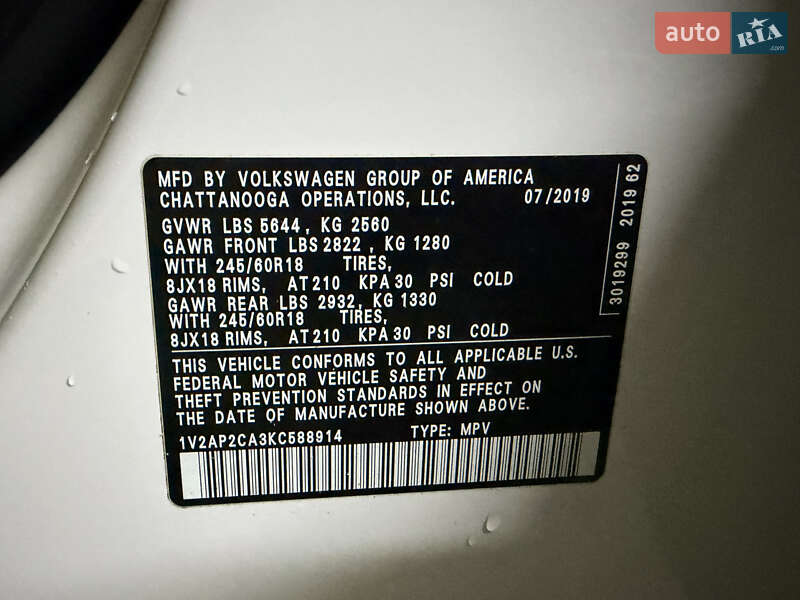 auto RIA.com
MFD BY VOLKSWAGEN GROUP OF AMERICA
CHATTANOOGA OPERATIONS, LLC. 07/2019
GVWR LBS 5644, KG 2560
GAWR FRONT LBS 2822, KG 1280
WITH 245/60R18 TIRES,
8JX18 RIMS, AT 210 KPA 30 PSI COLD
GAWR REAR LBS 2932, KG 1330
WITH 245/60R18 TIRES,
8JX18 RIMS, AT 210 KPA 30 PSI COLD
THIS VEHICLE CONFORMS TO ALL APPLICABLE U.S.
FEDERAL MOTOR VEHICLE SAFETY AND
THEFT PREVENTION STANDARDS IN EFFECT ON
THE DATE OF MANUFACTURE SHOWN ABOVE.
1V2AP2CA3KC588914 TYPE: MPV
3019299 2019 62